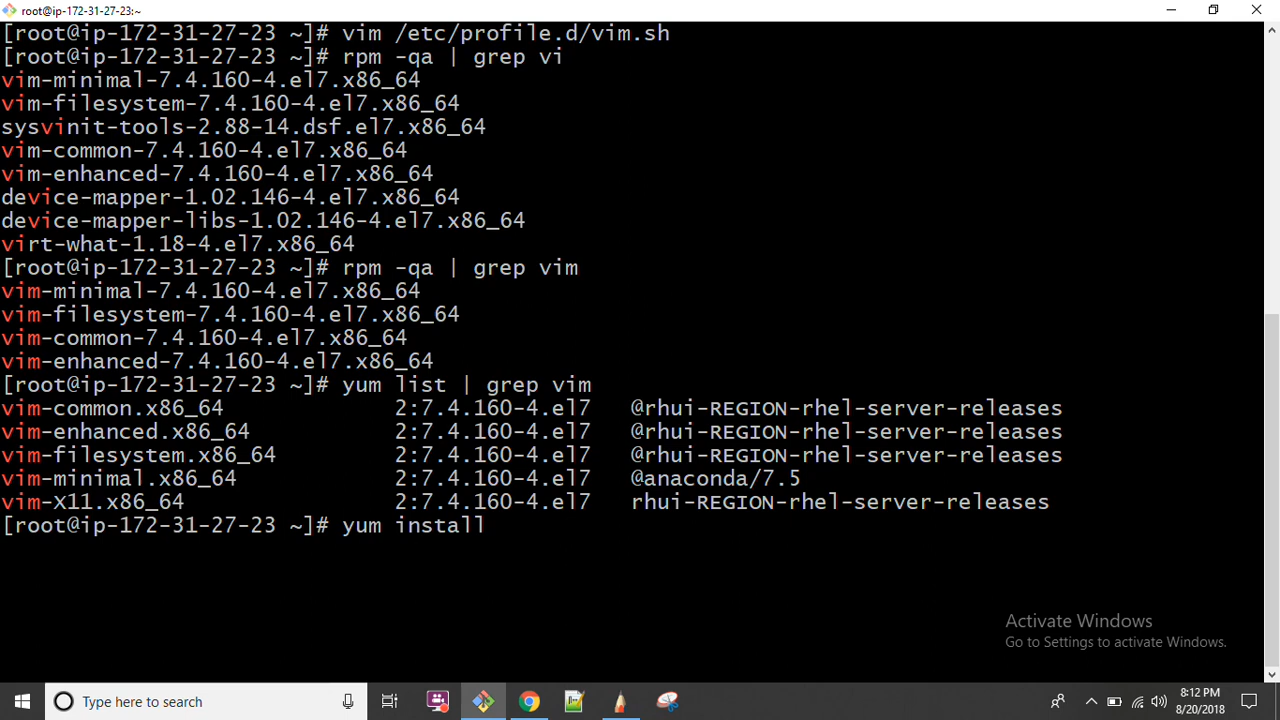 root@ip-172-31-27-23:~
[root@ip-172-31-27-23 ~]# vim /etc/profile.d/vim.sh
[root@ip-172-31-27-23 ~]# rpm -qa | grep vi
vim-minimal-7.4.160-4.el7.x86_64
vim-filesystem-7.4.160-4.el7.x86_64
sysvinit-tools-2.88-14.dsf.el7.x86_64
vim-common-7.4.160-4.el7.x86_64
vim-enhanced-7.4.160-4.el7.x86_64
device-mapper-1.02.146-4.el7.x86_64
device-mapper-libs-1.02.146-4.el7.x86_64
virt-what-1.18-4.el7.x86_64
[root@ip-172-31-27-23 ~]# rpm -qa | grep vim
vim-minimal-7.4.160-4.el7.x86_64
vim-filesystem-7.4.160-4.el7.x86_64
vim-common-7.4.160-4.el7.x86_64
vim-enhanced-7.4.160-4.el7.x86_64
[root@ip-172-31-27-23 ~]# yum list | grep vim
vim-common.x86_64 2:7.4.160-4.el7 @rhui-REGION-rhel-server-releases
vim-enhanced.x86_64 2:7.4.160-4.el7 @rhui-REGION-rhel-server-releases
vim-filesystem.x86_64 2:7.4.160-4.el7 @rhui-REGION-rhel-server-releases
vim-minimal.x86_64 2:7.4.160-4.el7 @anaconda/7.5
vim-X11.x86_64 2:7.4.160-4.el7 rhui-REGION-rhel-server-releases
[root@ip-172-31-27-23 ~]# yum install
Activate Windows
Go to Settings to activate Windows.
Type here to search
8:12 PM
8/20/2018